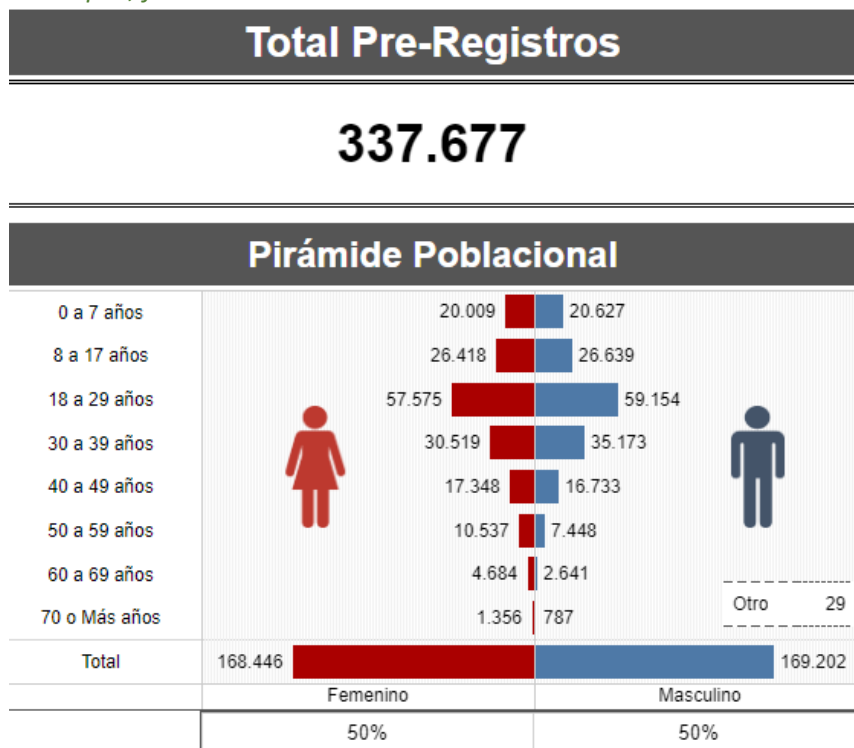 Total Pre-Registros
337.677
Pirámide Poblacional
0 a 7 años 20.009 20.627
8 a 17 años 26.418 26.639
18 a 29 años 57.575 59.154
30 a 39 años 30.519 35.173
40 a 49 años 17.348 16.733
50 a 59 años 10.537 7.448
60 a 69 años 4.684 2.641
Otro 29
70 o Más años 1.356 787
Total 168.446 169.202
Femenino Masculino
50% 50%